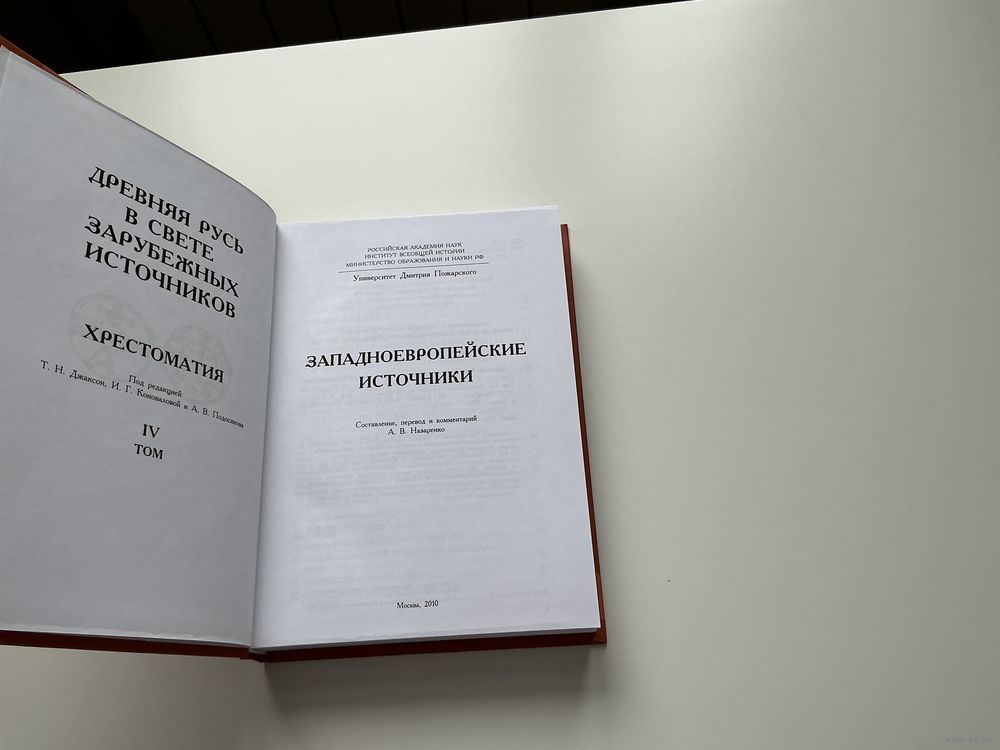 ДРЕВНЯЯ РУСЬ
В СВЕТЕ
ЗАРУБЕЖНЫХ
ИСТОЧНИКОВ
ХРЕСТОМАТИЯ
Под редакцией
Т. Н. Джаксон, И. Г. Коноваловой и А. В. Подосинова
IV
ТОМ
РОССИЙСКАЯ АКАДЕМИЯ НАУК
ИНСТИТУТ ВСЕОБЩЕЙ ИСТОРИИ
МИНИСТЕРСТВО ОБРАЗОВАНИЯ И НАУКИ РФ
Университет Дмитрия Пожарского
ЗАПАДНОЕВРОПЕЙСКИЕ
ИСТОЧНИКИ
Составление, перевод и комментарий
А. В. Назаренко
Москва, 2010